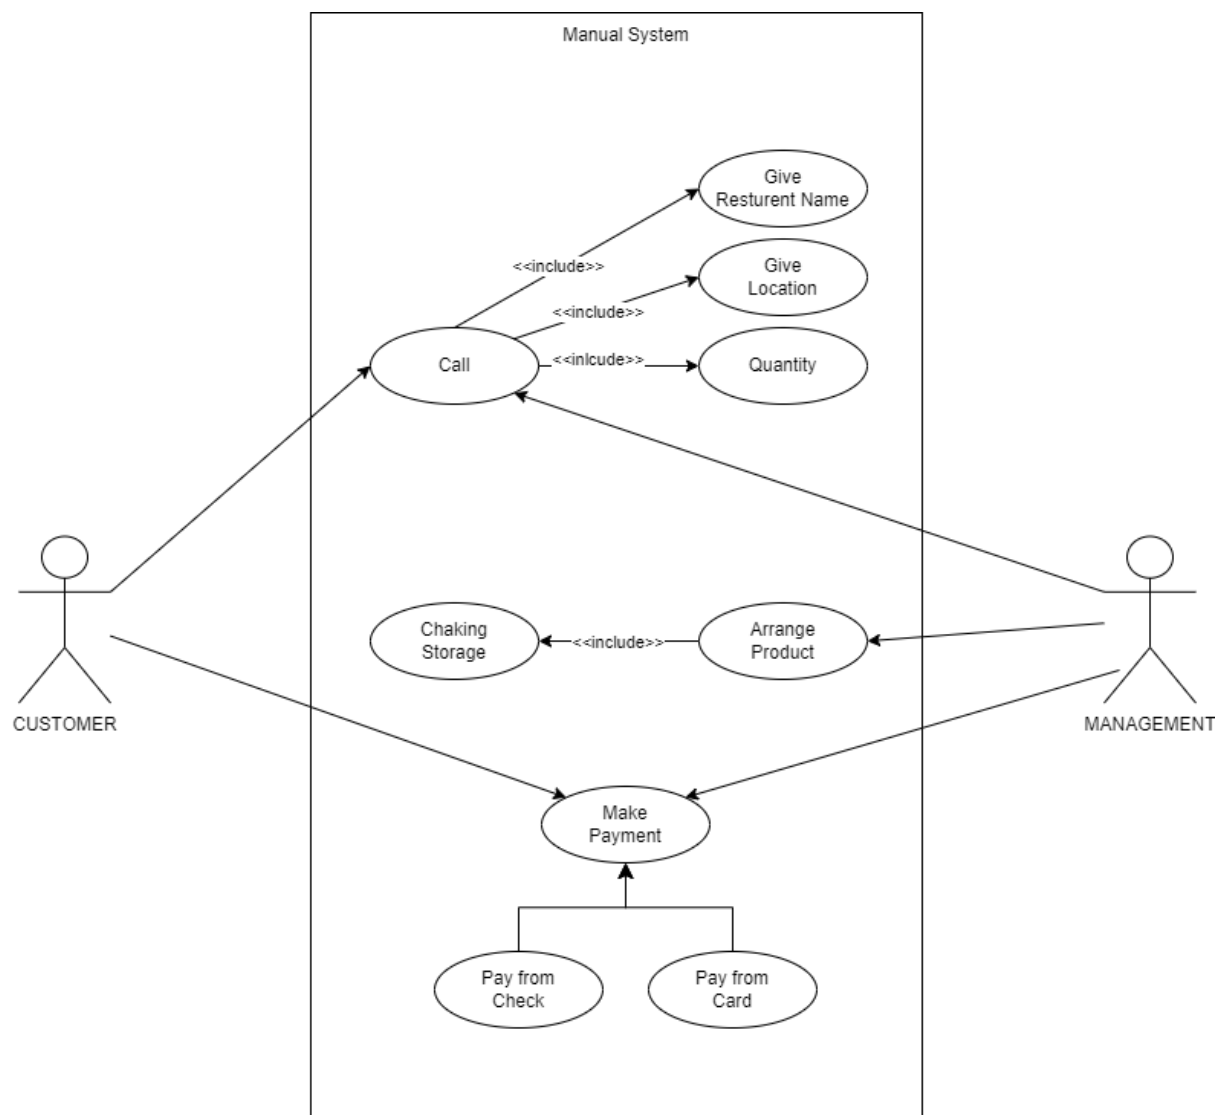 Manual System
Give
Resturent Name
<<include>>
Give
Location
<<include>>
Call
<<inlcude>>
Quantity
CUSTOMER
Chaking
Storage
<<include>>
Arrange
Product
MANAGEMENT
Make
Payment
Pay from
Check
Pay from
Card